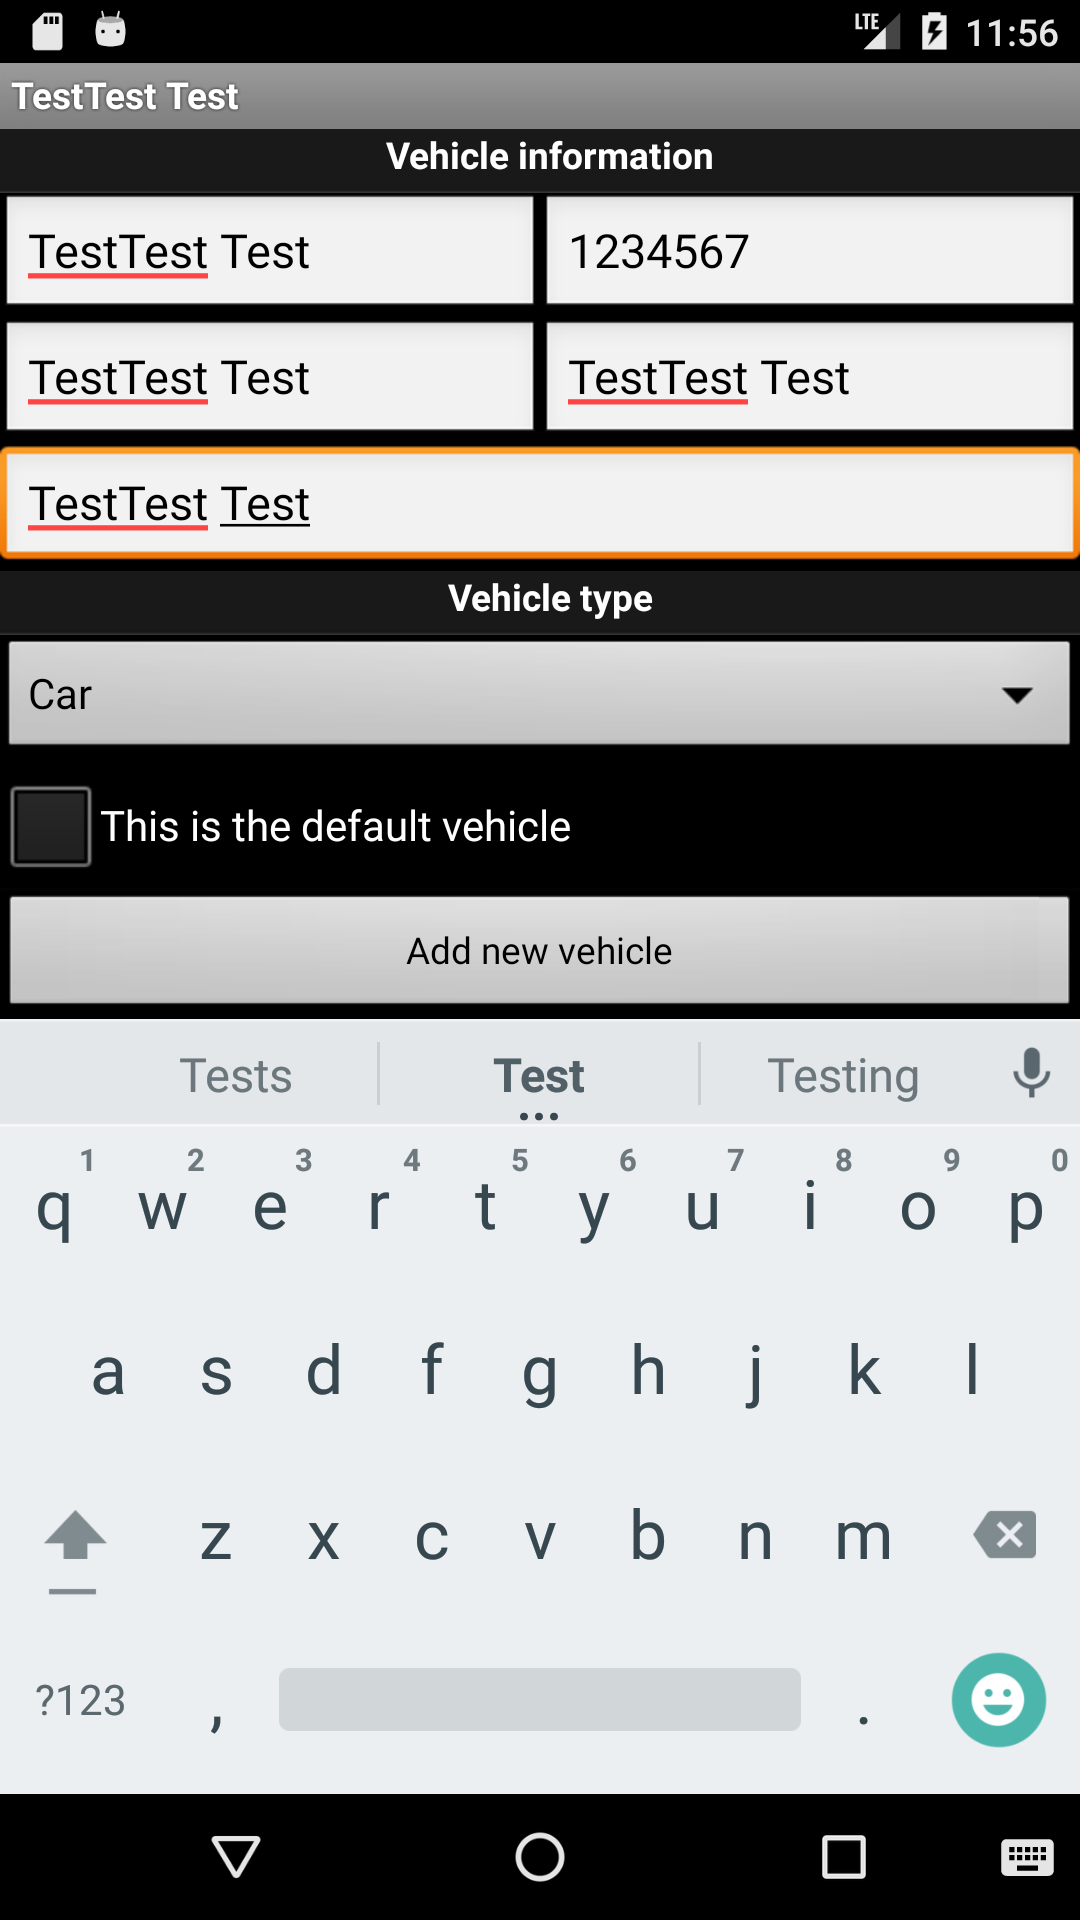 LTE 11:56
TestTest Test
Vehicle information
TestTest Test 1234567
TestTest Test TestTest Test
TestTest Test
Vehicle type
Car
This is the default vehicle
Add new vehicle
Tests Test Testing
1 2 3 4 5 6 7 8 9 0
q w e r t y u i o p
a s d f g h j k l
z x c v b n m
?123 , .